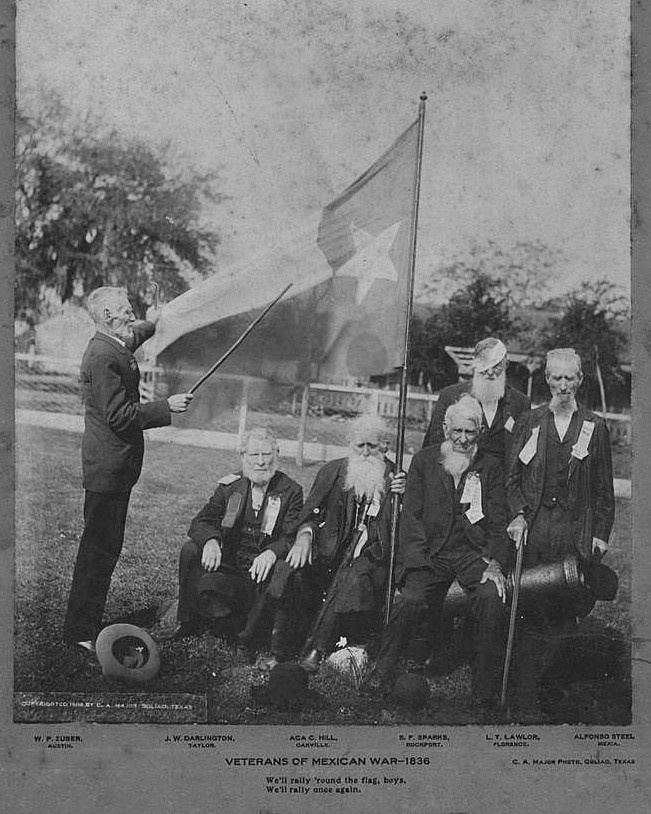 COPYRIGHTED 1906 BY C. A. MAJOR GOLIAD, TEXAS
W. P. ZUBER, J. W. DARLINGTON, ACA C. HILL, S. F. SPARKS, L. T. LAWLOR, ALFONSO STEEL
AUSTIN. TAYLOR. OAKVILLE. ROCKPORT. FLORENCE. MEXIA.
VETERANS OF MEXICAN WAR—1836
C. A. MAJOR PHOTO, GOLIAD, TEXAS
We'll rally 'round the flag, boys,
We'll rally once again.